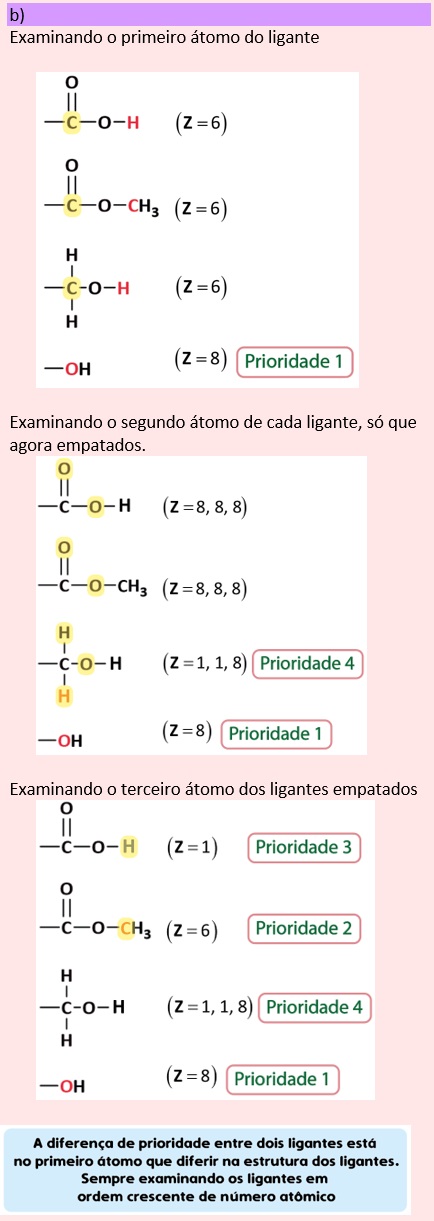 b)
Examinando o primeiro átomo do ligante
O
—C—O—H (Z = 6)
O
—C—O—CH₃ (Z = 6)
H
—C-O—H (Z = 6)
H
—OH (Z = 8) Prioridade 1
Examinando o segundo átomo de cada ligante, só que
agora empatados.
O
—C—O—H (Z = 8, 8, 8)
O
—C—O—CH₃ (Z = 8, 8, 8)
H
—C-O—H (Z = 1, 1, 8) Prioridade 4
H
—OH (Z = 8) Prioridade 1
Examinando o terceiro átomo dos ligantes empatados
O
—C—O—H (Z = 1) Prioridade 3
O
—C—O—CH₃ (Z = 6) Prioridade 2
H
—C-O—H (Z = 1, 1, 8) Prioridade 4
H
—OH (Z = 8) Prioridade 1
A diferença de prioridade entre dois ligantes está
no primeiro átomo que diferir na estrutura dos ligantes.
Sempre examinando os ligantes em
ordem crescente de número atômico